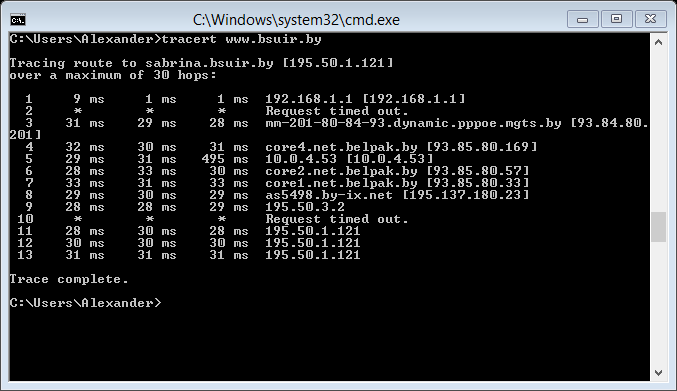 C:\Windows\system32\cmd.exe
C:\Users\Alexander>tracert www.bsuir.by
Tracing route to sabrina.bsuir.by [195.50.1.121]
over a maximum of 30 hops:
1 9 ms 1 ms 1 ms 192.168.1.1 [192.168.1.1]
2 * * * Request timed out.
3 31 ms 29 ms 28 ms mm-201-80-84-93.dynamic.pppoe.mgts.by [93.84.80.
201]
4 32 ms 30 ms 31 ms core4.net.belpak.by [93.85.80.169]
5 29 ms 31 ms 495 ms 10.0.4.53 [10.0.4.53]
6 28 ms 33 ms 30 ms core2.net.belpak.by [93.85.80.57]
7 33 ms 31 ms 33 ms core1.net.belpak.by [93.85.80.33]
8 29 ms 30 ms 29 ms as5498.by-ix.net [195.137.180.23]
9 28 ms 28 ms 29 ms 195.50.3.2
10 * * * Request timed out.
11 28 ms 30 ms 28 ms 195.50.1.121
12 30 ms 30 ms 30 ms 195.50.1.121
13 31 ms 31 ms 31 ms 195.50.1.121
Trace complete.
C:\Users\Alexander>